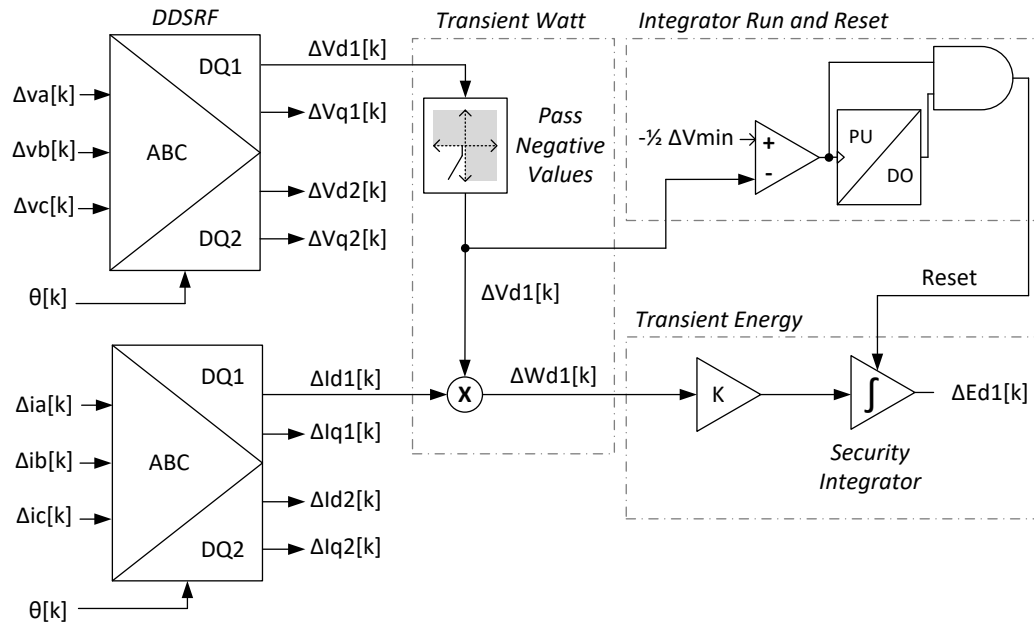 DDSRF
Transient Watt
Integrator Run and Reset
ΔVd1[k]
DQ1
Δva[k]
ΔVq1[k]
Pass
Negative
Values
-½ ΔVmin
+
-
PU
DO
Δvb[k]
ABC
Δvc[k]
ΔVd2[k]
DQ2
ΔVq2[k]
θ[k]
ΔVd1[k]
Reset
Transient Energy
DQ1
ΔId1[k]
X
ΔWd1[k]
K
∫
ΔEd1[k]
Δia[k]
ΔIq1[k]
Δib[k]
ABC
Security
Integrator
Δic[k]
ΔId2[k]
DQ2
ΔIq2[k]
θ[k]